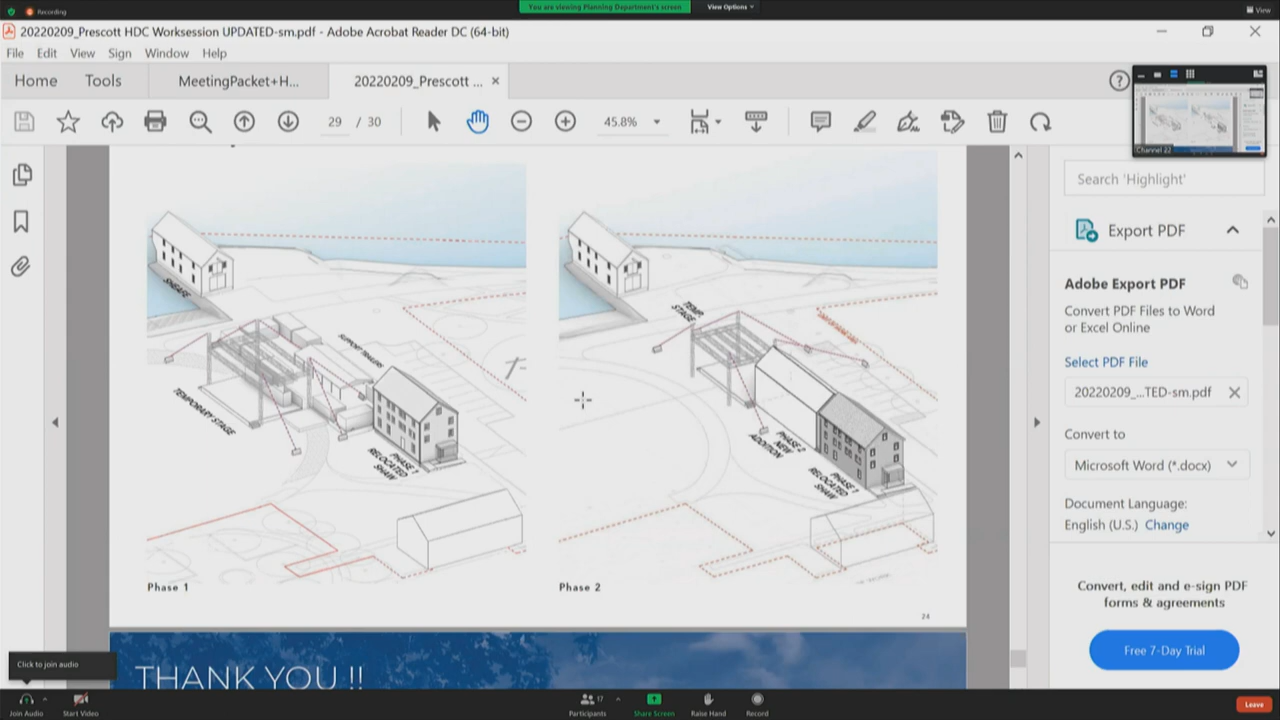 Recording
You are viewing Planning Department's screen
View Options
View
20220209_Prescott HDC Worksession UPDATED-sm.pdf - Adobe Acrobat Reader DC (64-bit)
File Edit View Sign Window Help
Home Tools MeetingPacket+H... 20220209_Prescott ...
29 / 30
45.8%
Channel 22
Search 'Highlight'
Export PDF
Adobe Export PDF
Convert PDF Files to Word
or Excel Online
Select PDF File
20220209_...TED-sm.pdf
Convert to
Microsoft Word (*.docx)
Document Language:
English (U.S.) Change
Convert, edit and e-sign PDF
forms & agreements
Free 7-Day Trial
SUPPORT TRAILERS
TEMPORARY STAGE
PHASE 1
RELOCATED
SHAW
Phase 1
TEMP.
STAGE
PHASE 2
NEW
ADDITION
PHASE 1
RELOCATED
SHAW
Phase 2
24
THANK YOU !!
Click to join audio
Join Audio
Start Video
Participants
17
Share Screen
Raise Hand
Record
Leave